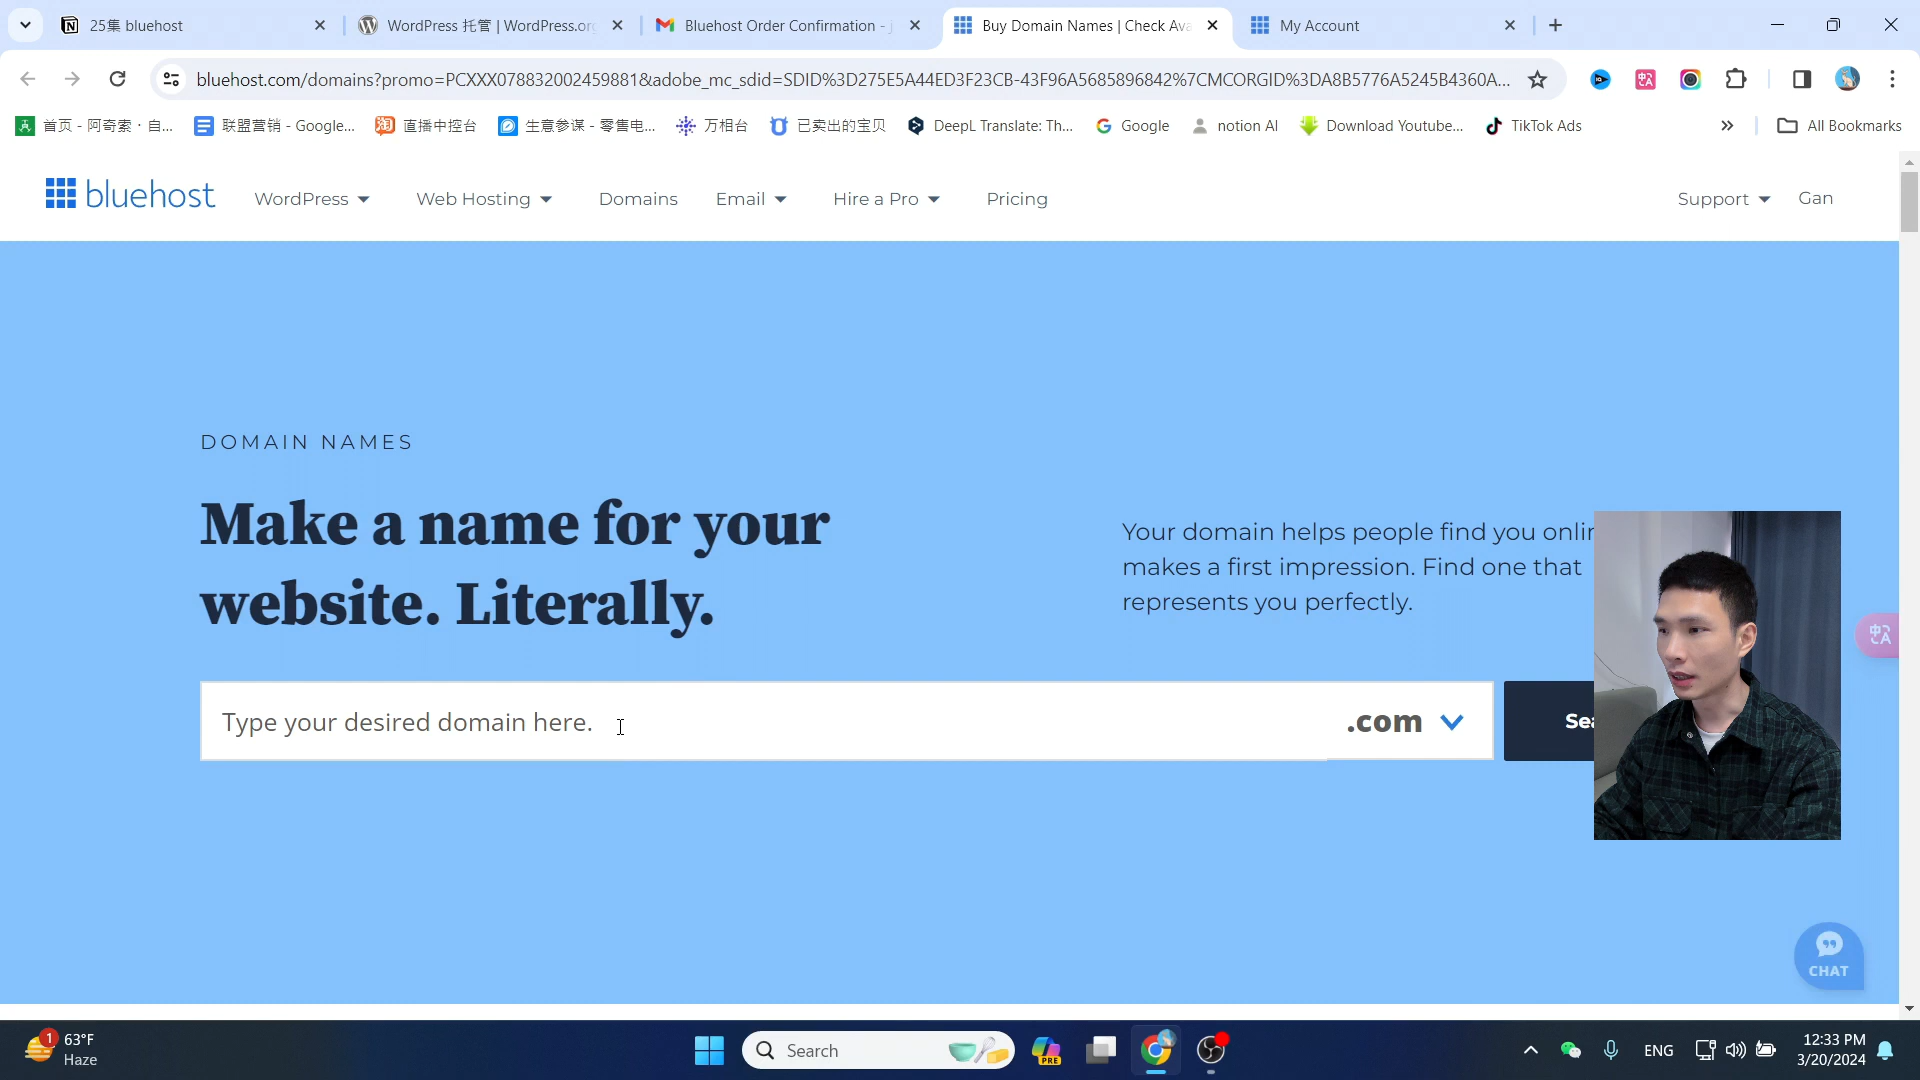 25集 bluehost
WordPress 托管 | WordPress.org
Bluehost Order Confirmation -
Buy Domain Names | Check Ava
My Account
bluehost.com/domains?promo=PCXXX078832002459881&adobe_mc_sdid=SDID%3D275E5A44ED3F23CB-43F96A5685896842%7CMCORGID%3DA8B5776A5245B4360A...
首页 - 阿奇索 · 自...
联盟营销 - Google...
直播中控台
生意参谋 - 零售电...
万相台
已卖出的宝贝
DeepL Translate: Th...
Google
notion AI
Download Youtube...
TikTok Ads
All Bookmarks
bluehost
WordPress
Web Hosting
Domains
Email
Hire a Pro
Pricing
Support
Gan
DOMAIN NAMES
Make a name for your
website. Literally.
Your domain helps people find you onlin
makes a first impression. Find one that
represents you perfectly.
Type your desired domain here.
.com
Sea
CHAT
1
63°F
Haze
Search
PRE
ENG
12:33 PM
3/20/2024